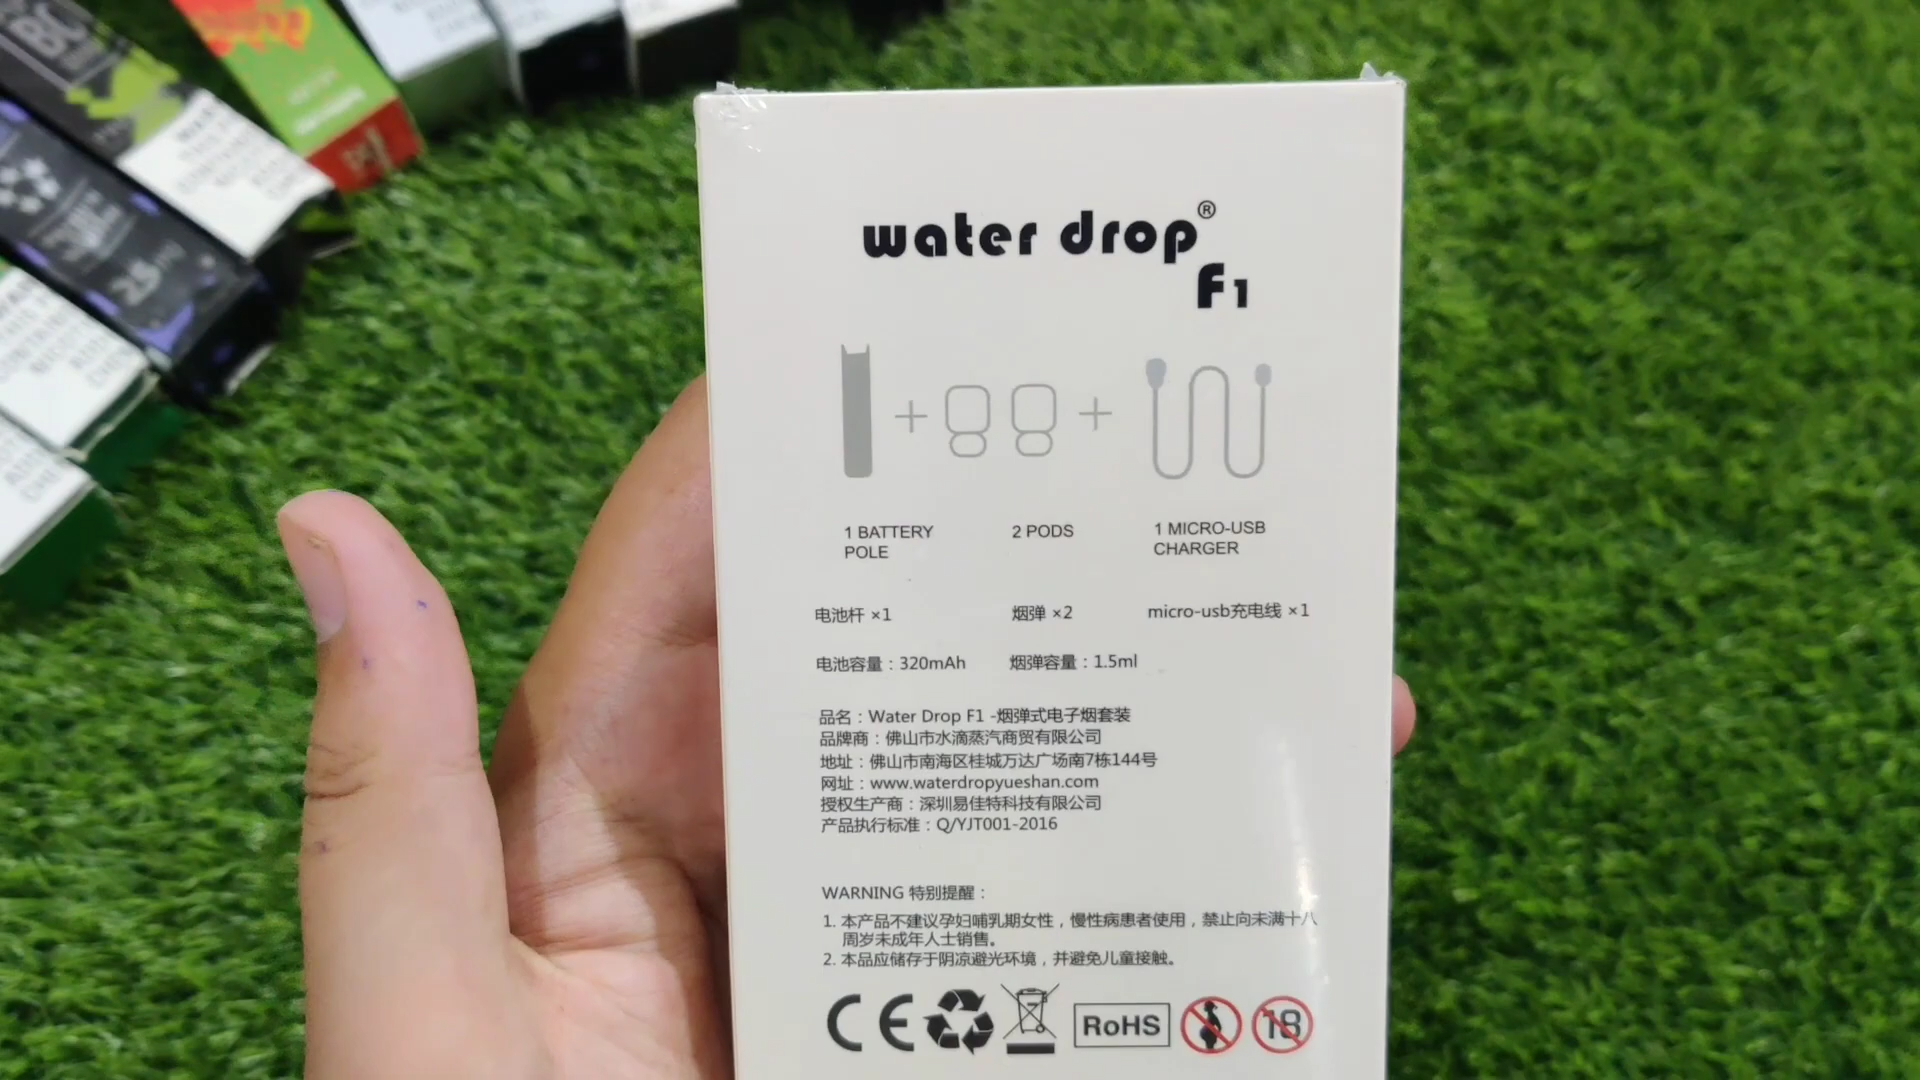 water drop®
F1
1 BATTERY
POLE
2 PODS
1 MICRO-USB
CHARGER
电池杆 ×1
烟弹 ×2
micro-usb充电线 ×1
电池容量：320mAh
烟弹容量：1.5ml
品名：Water Drop F1 -烟弹式电子烟套装
品牌商：佛山市水滴蒸汽商贸有限公司
地址：佛山市南海区桂城万达广场南7栋144号
网址：www.waterdropyueshan.com
授权生产商：深圳易佳特科技有限公司
产品执行标准：Q/YJT001-2016
WARNING 特别提醒：
1. 本产品不建议孕妇哺乳期女性，慢性病患者使用，禁止向未满十八
周岁未成年人士销售。
2. 本品应储存于阴凉避光环境，并避免儿童接触。
CE
RoHS
18